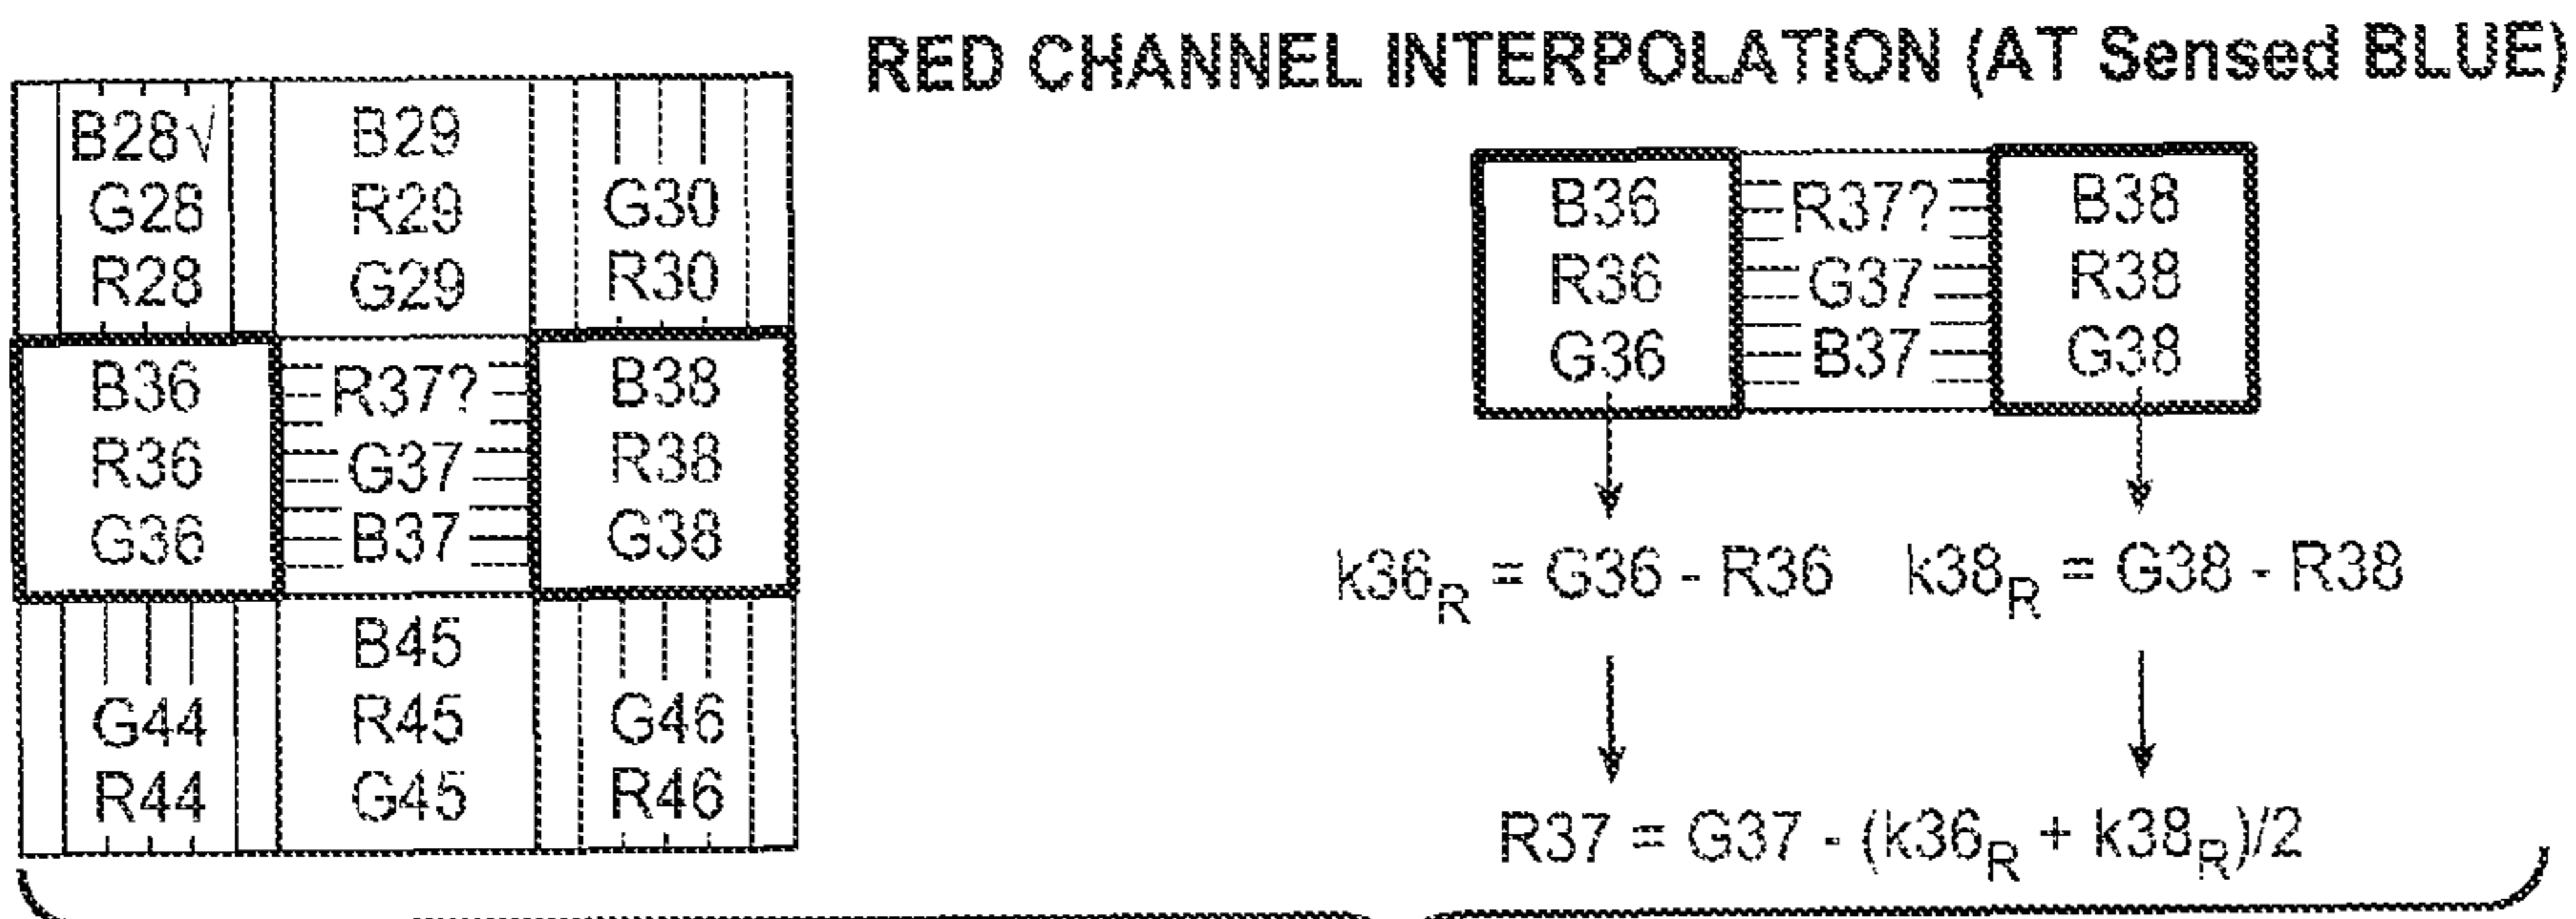 RED CHANNEL INTERPOLATION (AT Sensed BLUE)
B28√ B29
G28 R29 G30
R28 G29 R30
B36 R37? B38
R36 G37 R38
G36 B37 G38
B45
G44 R45 G46
R44 G45 R46
B36 R37? B38
R36 G37 R38
G36 B37 G38
k36R = G36 - R36 k38R = G38 - R38
R37 = G37 - (k36R + k38R)/2